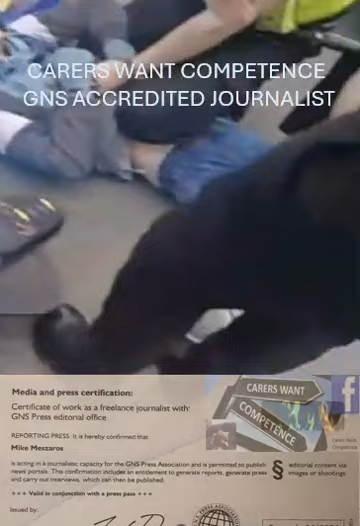 CARERS WANT COMPETENCE
GNS ACCREDITED JOURNALIST
Media and press certification:
Certificate of work as a freelance journalist with:
GNS Press editorial office
REPORTING PRESS It is hereby confirmed that
Mike Meszaros
is acting in a journalistic capacity for the GNS Press Association and is permitted to publish
news portals. This confirmation includes an entitlement to generate reports, generate press
and carry out interviews, which can then be published.
§ editorial content via
images or shootings
+++ Valid in conjunction with a press pass +++
Issued by:
CARERS WANT
COMPETENCE
f
Carers Want
Competence
PRESS